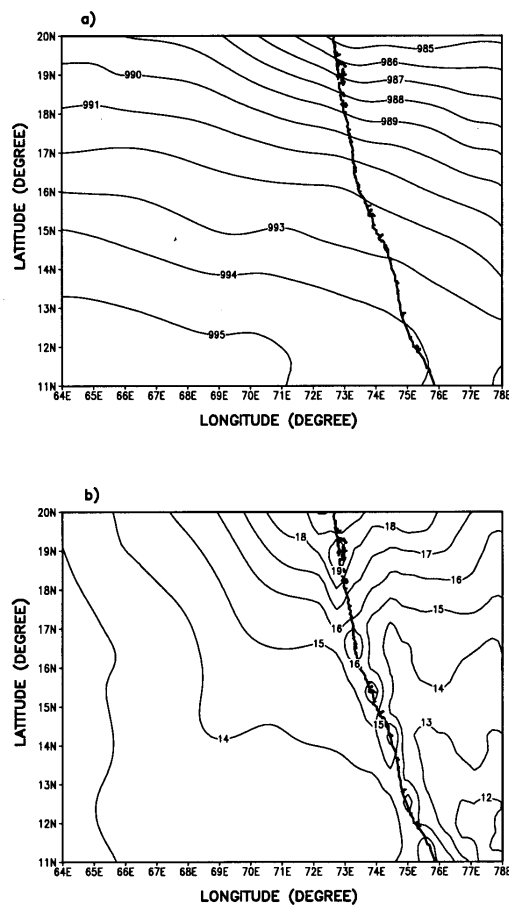 a)
20N
19N
18N
17N
16N
15N
14N
13N
12N
11N
LATITUDE (DEGREE)
985
986
987
988
989
990
991
993
994
995
64E 65E 66E 67E 68E 69E 70E 71E 72E 73E 74E 75E 76E 77E 78E
LONGITUDE (DEGREE)
b)
20N
19N
18N
17N
16N
15N
14N
13N
12N
11N
LATITUDE (DEGREE)
18
18
17
19
16
15
16
15
16
14
15
13
14
12
64E 65E 66E 67E 68E 69E 70E 71E 72E 73E 74E 75E 76E 77E 78E
LONGITUDE (DEGREE)